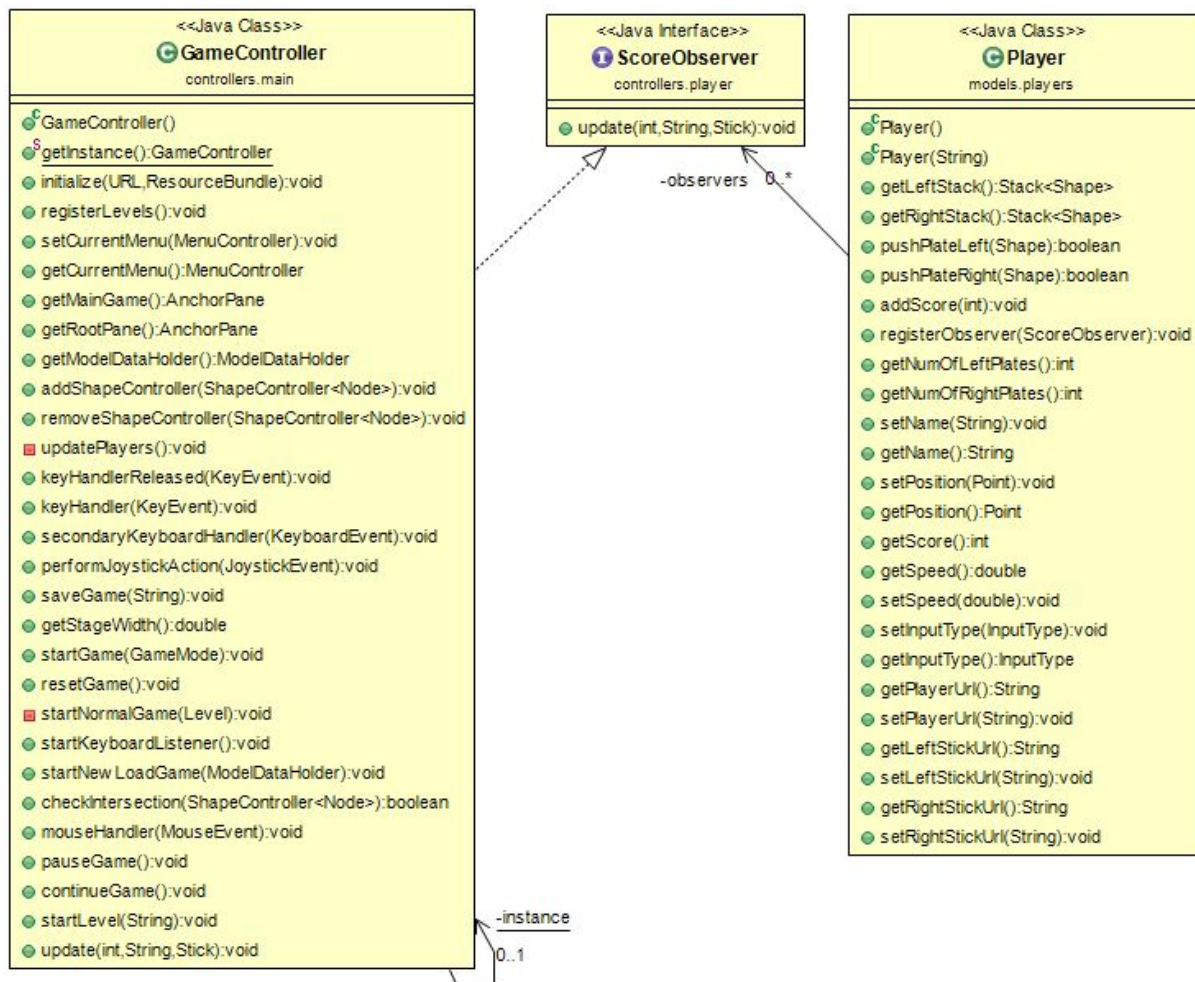 <<Java Class>>
GameController
controllers.main
GameController()
getInstance():GameController
initialize(URL,ResourceBundle):void
registerLevels():void
setCurrentMenu(MenuController):void
getCurrentMenu():MenuController
getMainGame():AnchorPane
getRootPane():AnchorPane
getModelDataHolder():ModelDataHolder
addShapeController(ShapeController<Node>):void
removeShapeController(ShapeController<Node>):void
updatePlayers():void
keyHandlerReleased(KeyEvent):void
keyHandler(KeyEvent):void
secondaryKeyboardHandler(KeyboardEvent):void
performJoystickAction(JoystickEvent):void
saveGame(String):void
getStageWidth():double
startGame(GameMode):void
resetGame():void
startNormalGame(Level):void
startKeyboardListener():void
startNewLoadGame(ModelDataHolder):void
checkIntersection(ShapeController<Node>):boolean
mouseHandler(MouseEvent):void
pauseGame():void
continueGame():void
startLevel(String):void
update(int,String,Stick):void
-instance
0..1
<<Java Interface>>
ScoreObserver
controllers.player
update(int,String,Stick):void
-observers 0..*
<<Java Class>>
Player
models.players
Player()
Player(String)
getLeftStack():Stack<Shape>
getRightStack():Stack<Shape>
pushPlateLeft(Shape):boolean
pushPlateRight(Shape):boolean
addScore(int):void
registerObserver(ScoreObserver):void
getNumOfLeftPlates():int
getNumOfRightPlates():int
setName(String):void
getName():String
setPosition(Point):void
getPosition():Point
getScore():int
getSpeed():double
setSpeed(double):void
setInputType(InputType):void
getInputType():InputType
getPlayerUrl():String
setPlayerUrl(String):void
getLeftStickUrl():String
setLeftStickUrl(String):void
getRightStickUrl():String
setRightStickUrl(String):void